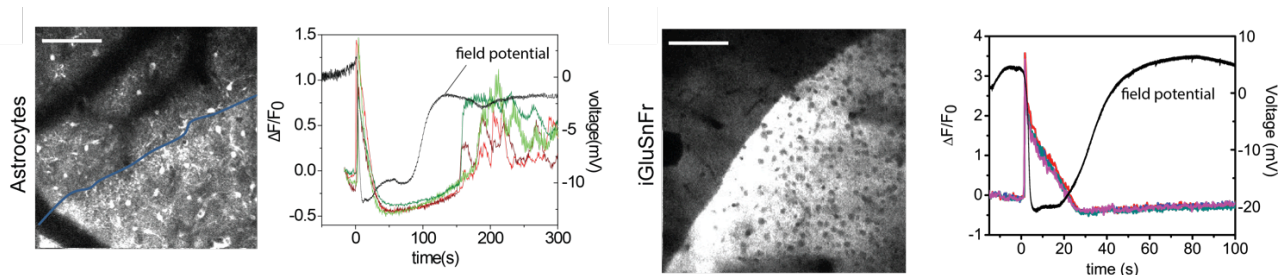 Astrocytes
ΔF/F0
1.5
1.0
0.5
0.0
-0.5
field potential
0
-5
-10
voltage(mV)
0
100
200
300
time(s)
iGluSnFr
ΔF/F0
4
3
2
1
0
-1
field potential
10
0
-10
-20
Voltage (mV)
0
20
40
60
80
100
time (s)